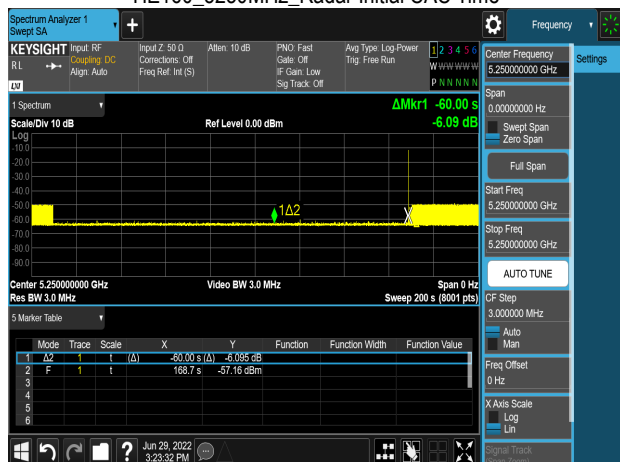 HE160_5250MHz_Radar Initial CAC Time
Spectrum Analyzer 1
Swept SA
Frequency
KEYSIGHT Input: RF
RL Coupling: DC
Align: Auto
Input Z: 50 Ω
Corrections: Off
Freq Ref: Int (S)
Atten: 10 dB
PNO: Fast
Gate: Off
IF Gain: Low
Sig Track: Off
Avg Type: Log-Power
Trig: Free Run
1 2 3 4 5 6
W W W W W W
P N N N N N
LXI
1 Spectrum
ΔMkr1 -60.00 s
Scale/Div 10 dB
Ref Level 0.00 dBm
-6.09 dB
Log
-10.0
-20.0
-30.0
-40.0
-50.0
-60.0
-70.0
-80.0
-90.0
1Δ2
X
Center 5.250000000 GHz
Video BW 3.0 MHz
Span 0 Hz
Res BW 3.0 MHz
Sweep 200 s (8001 pts)
5 Marker Table
Mode Trace Scale X Y Function Function Width Function Value
1 Δ2 1 t (Δ) -60.00 s (Δ) -6.095 dB
2 F 1 t 168.7 s -57.16 dBm
3
4
5
6
?
Jun 29, 2022
3:23:32 PM
Settings
Center Frequency
5.250000000 GHz
Span
0.00000000 Hz
Swept Span
Zero Span
Full Span
Start Freq
5.250000000 GHz
Stop Freq
5.250000000 GHz
AUTO TUNE
CF Step
3.000000 MHz
Auto
Man
Freq Offset
0 Hz
X Axis Scale
Log
Lin
Signal Track
(Span Zoom)